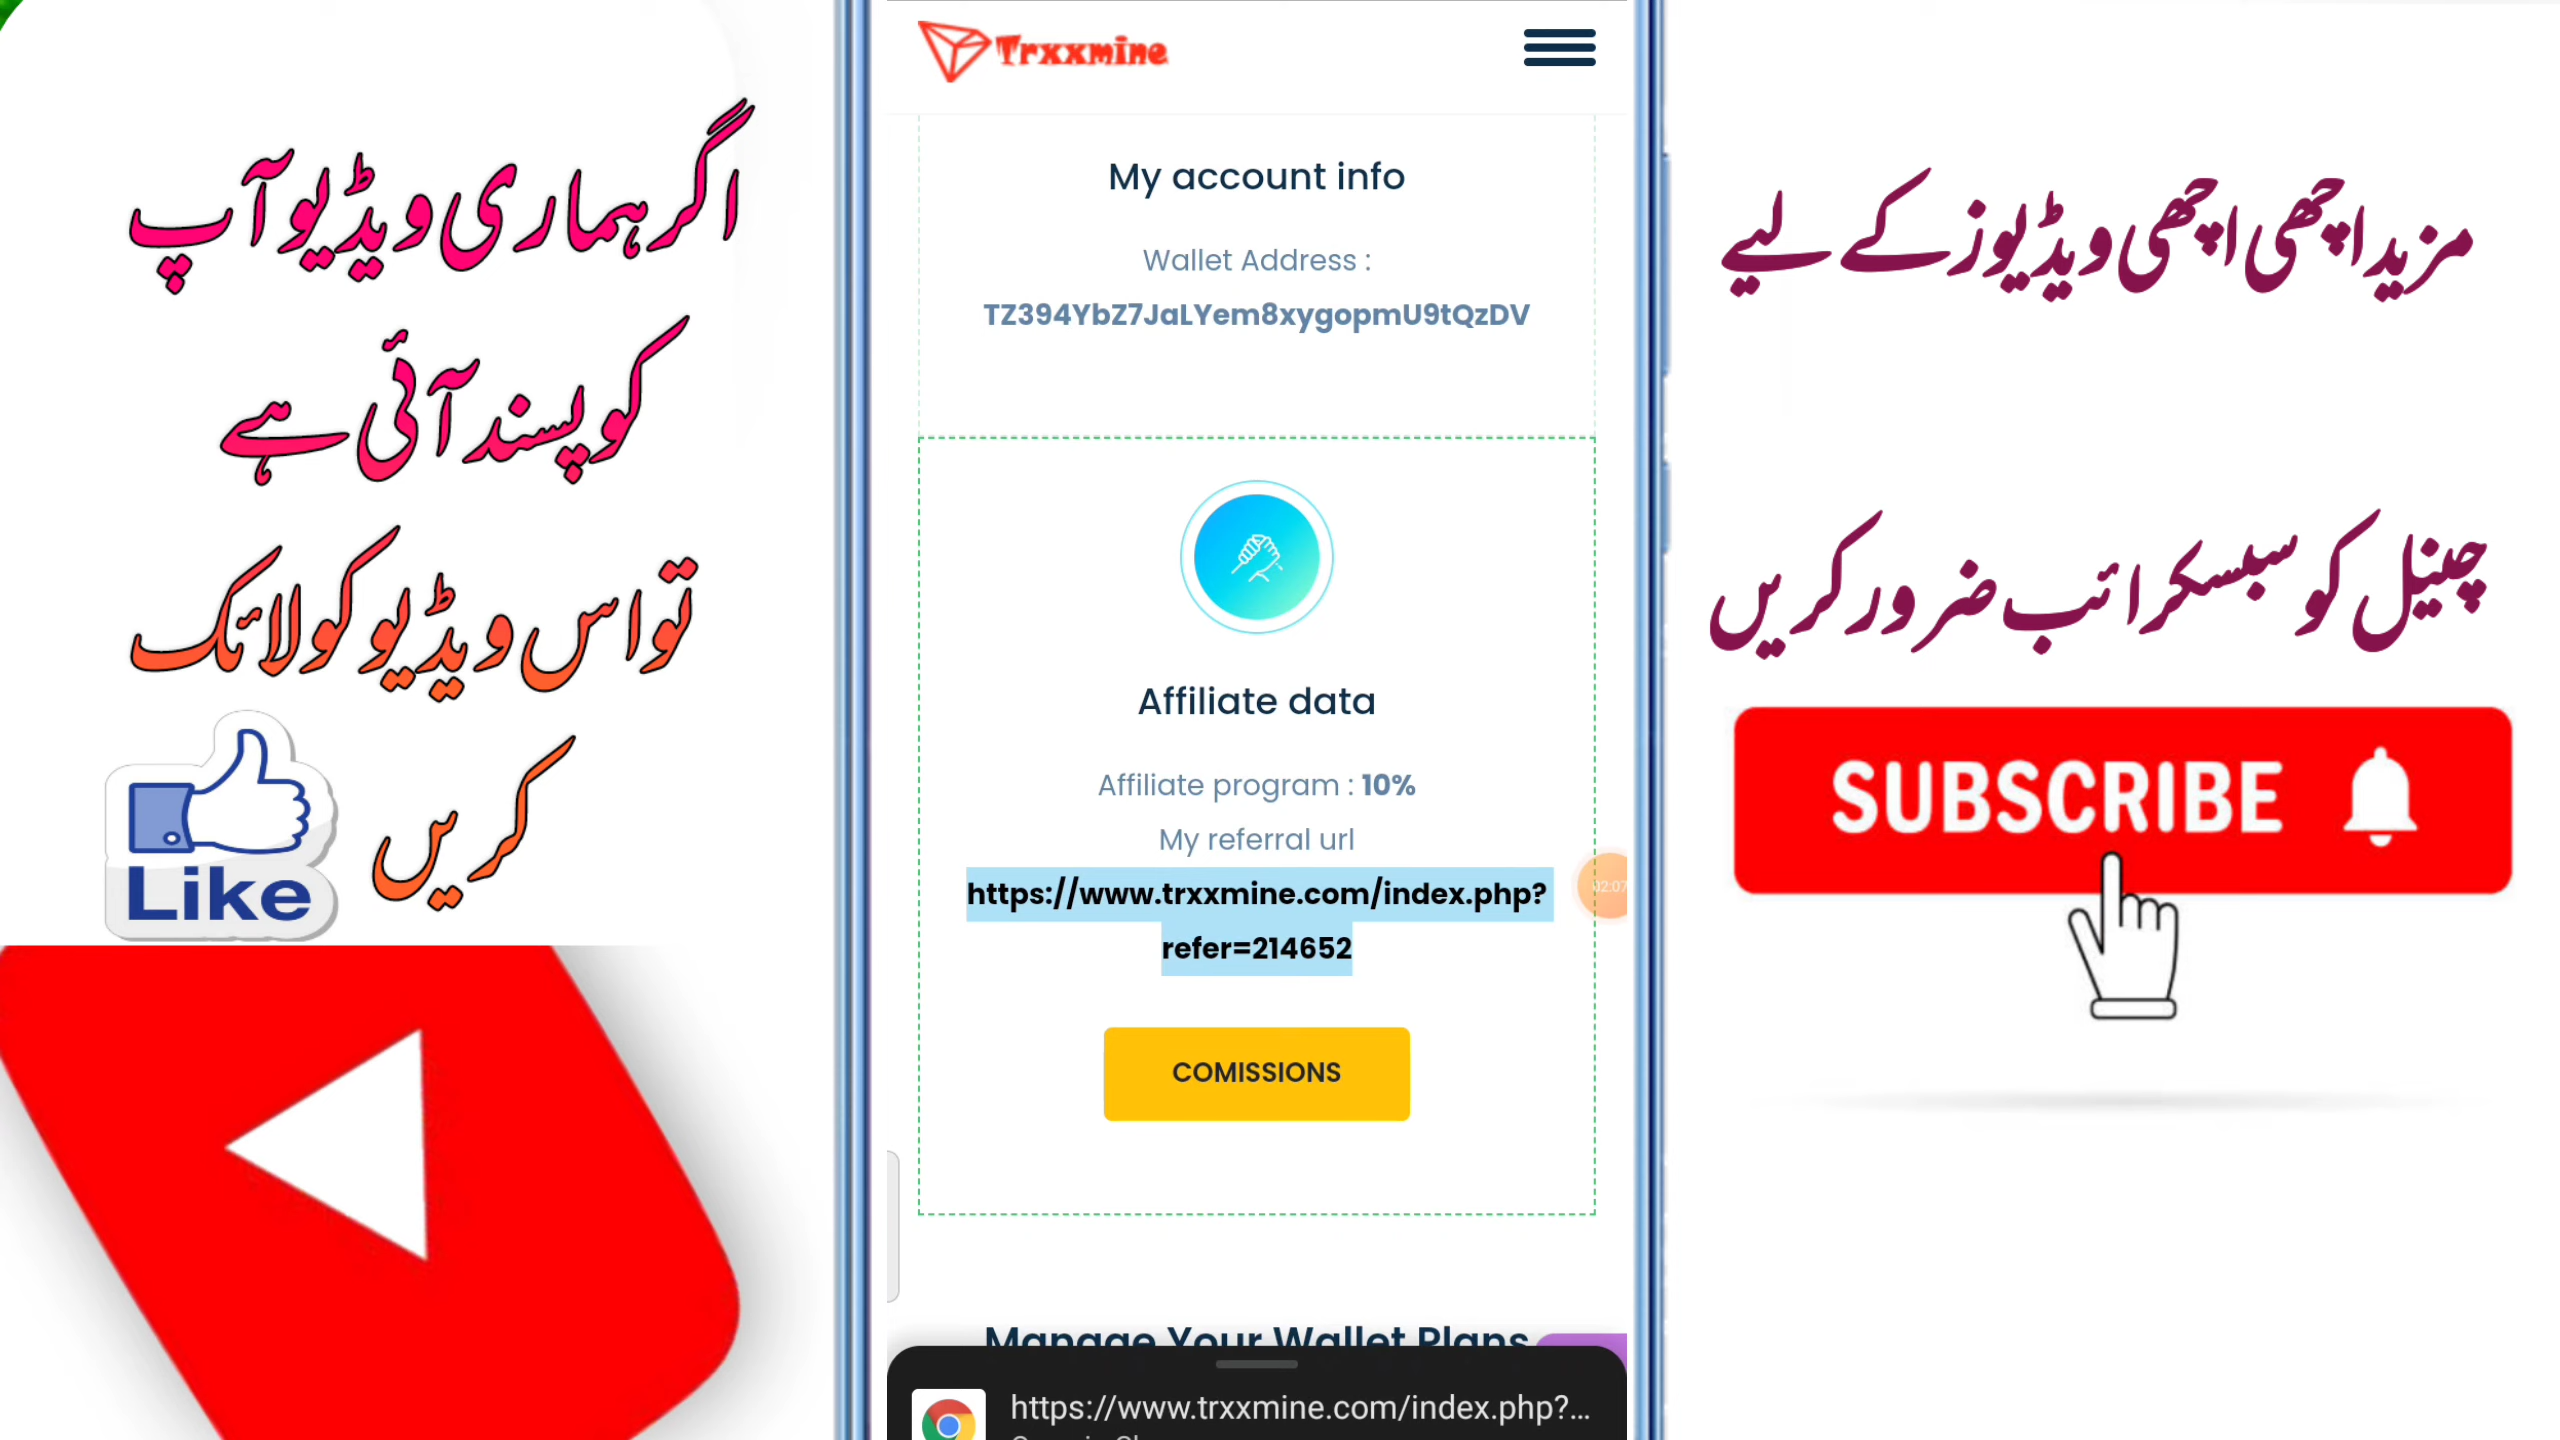 اگر ہماری ویڈیو آپ
کو پسند آئی ہے
تو اس ویڈیو کو لائک
کریں
Like
Trxxmine
My account info
Wallet Address :
TZ394YbZ7JaLYem8xygopmU9tQzDV
Affiliate data
Affiliate program : 10%
My referral url
https://www.trxxmine.com/index.php?
refer=214652
02:07
COMISSIONS
Manage Your Wallet Plans
https://www.trxxmine.com/index.php?...
مزید اچھی اچھی ویڈیوز کے لیے
چینیل کو سبسکرائب ضرور کریں
SUBSCRIBE